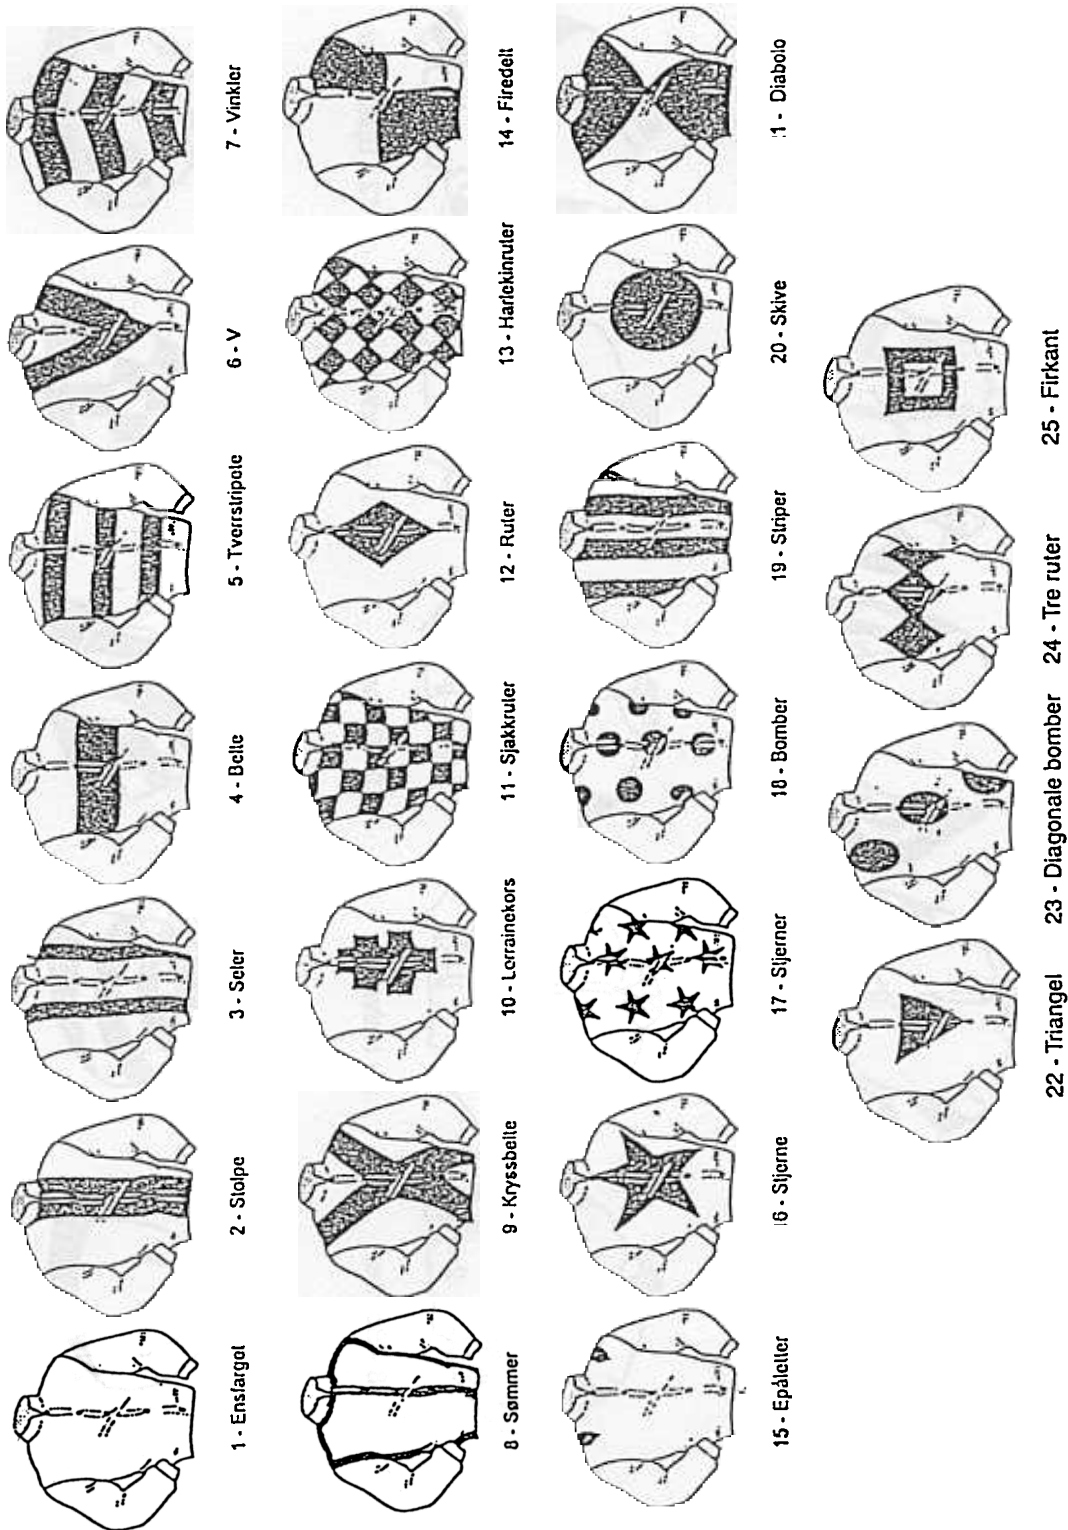 1 - Ensfarget
2 - Stolpe
3 - Seler
4 - Belte
5 - Tverrstripete
6 - V
7 - Vinkler
8 - Sømmer
9 - Kryssbelte
10 - Lorrainekors
11 - Sjakkruter
12 - Ruter
13 - Harlekinruter
14 - Firedelt
15 - Epåletter
16 - Stjerne
17 - Stjerner
18 - Bomber
19 - Striper
20 - Skive
21 - Diabolo
22 - Triangel
23 - Diagonale bomber
24 - Tre ruter
25 - Firkant